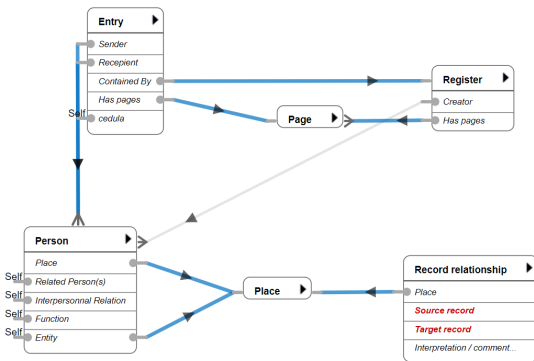 Entry
Sender
Recepient
Contained By
Has pages
Self
cedula
Register
Creator
Has pages
Page
Person
Place
Self
Related Person(s)
Self
Interpersonnal Relation
Self
Function
Self
Entity
Place
Record relationship
Place
Source record
Target record
Interpretation / comment...